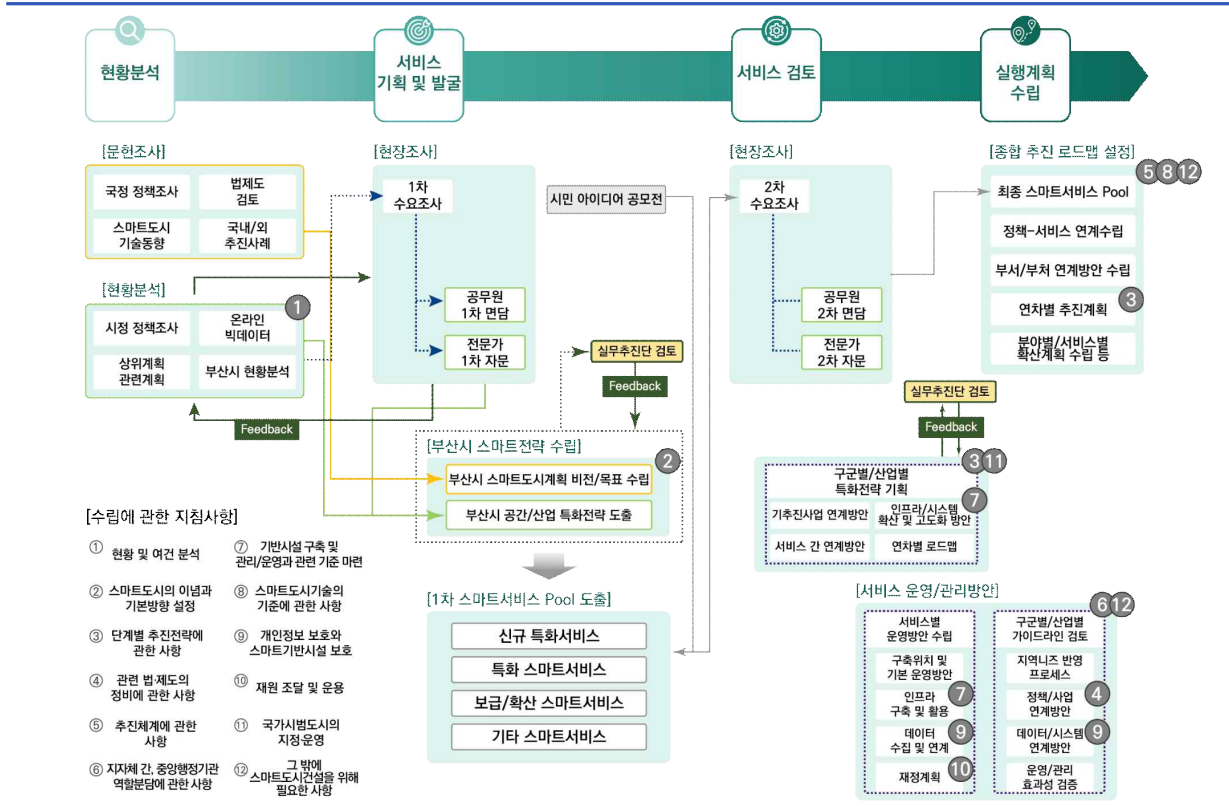 현황분석
서비스
기획 및 발굴
서비스 검토
실행계획
수립
[문헌조사]
국정 정책조사
법제도
검토
스마트도시
기술동향
국내/외
추진사례
[현황분석]
①
시정 정책조사
온라인
빅데이터
상위계획
관련계획
부산시 현황분석
Feedback
[현장조사]
1차
수요조사
공무원
1차 면담
전문가
1차 자문
시민 아이디어 공모전
실무추진단 검토
Feedback
[부산시 스마트전략 수립]
②
부산시 스마트도시계획 비전/목표 수립
부산시 공간/산업 특화전략 도출
[1차 스마트서비스 Pool 도출]
신규 특화서비스
특화 스마트서비스
보급/확산 스마트서비스
기타 스마트서비스
[현장조사]
2차
수요조사
공무원
2차 면담
전문가
2차 자문
[종합 추진 로드맵 설정]
⑤ ⑧ ⑫
최종 스마트서비스 Pool
정책-서비스 연계수립
부서/부처 연계방안 수립
연차별 추진계획 ③
분야별/서비스별
확산계획 수립 등
실무추진단 검토
Feedback
③ ⑪
구군별/산업별
특화전략 기획
⑦
기추진사업 연계방안
인프라/시스템
확산 및 고도화 방안
서비스 간 연계방안
연차별 로드맵
[서비스 운영/관리방안]
⑥ ⑫
서비스별
운영방안 수립
구축위치 및
기본 운영방안
인프라
구축 및 활용
⑦
데이터
수집 및 연계
⑨
재정계획 ⑩
구군별/산업별
가이드라인 검토
지역니즈 반영
프로세스
정책/사업
연계방안
④
데이터/시스템
연계방안
⑨
운영/관리
효과성 검증
[수립에 관한 지침사항]
① 현황 및 여건 분석
② 스마트도시의 이념과
기본방향 설정
③ 단계별 추진전략에
관한 사항
④ 관련 법·제도의
정비에 관한 사항
⑤ 추진체계에 관한
사항
⑥ 지자체 간, 중앙행정기관
역할분담에 관한 사항
⑦ 기반시설 구축 및
관리/운영과 관련 기준 마련
⑧ 스마트도시기술의
기준에 관한 사항
⑨ 개인정보 보호와
스마트기반시설 보호
⑩ 재원 조달 및 운용
⑪ 국가시범도시의
지정·운영
⑫ 그 밖에
스마트도시건설을 위해
필요한 사항